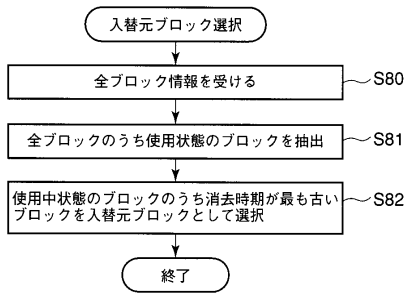 入替元ブロック選択
全ブロック情報を受ける
S80
全ブロックのうち使用状態のブロックを抽出
S81
使用中状態のブロックのうち消去時期が最も古い
ブロックを入替元ブロックとして選択
S82
終了